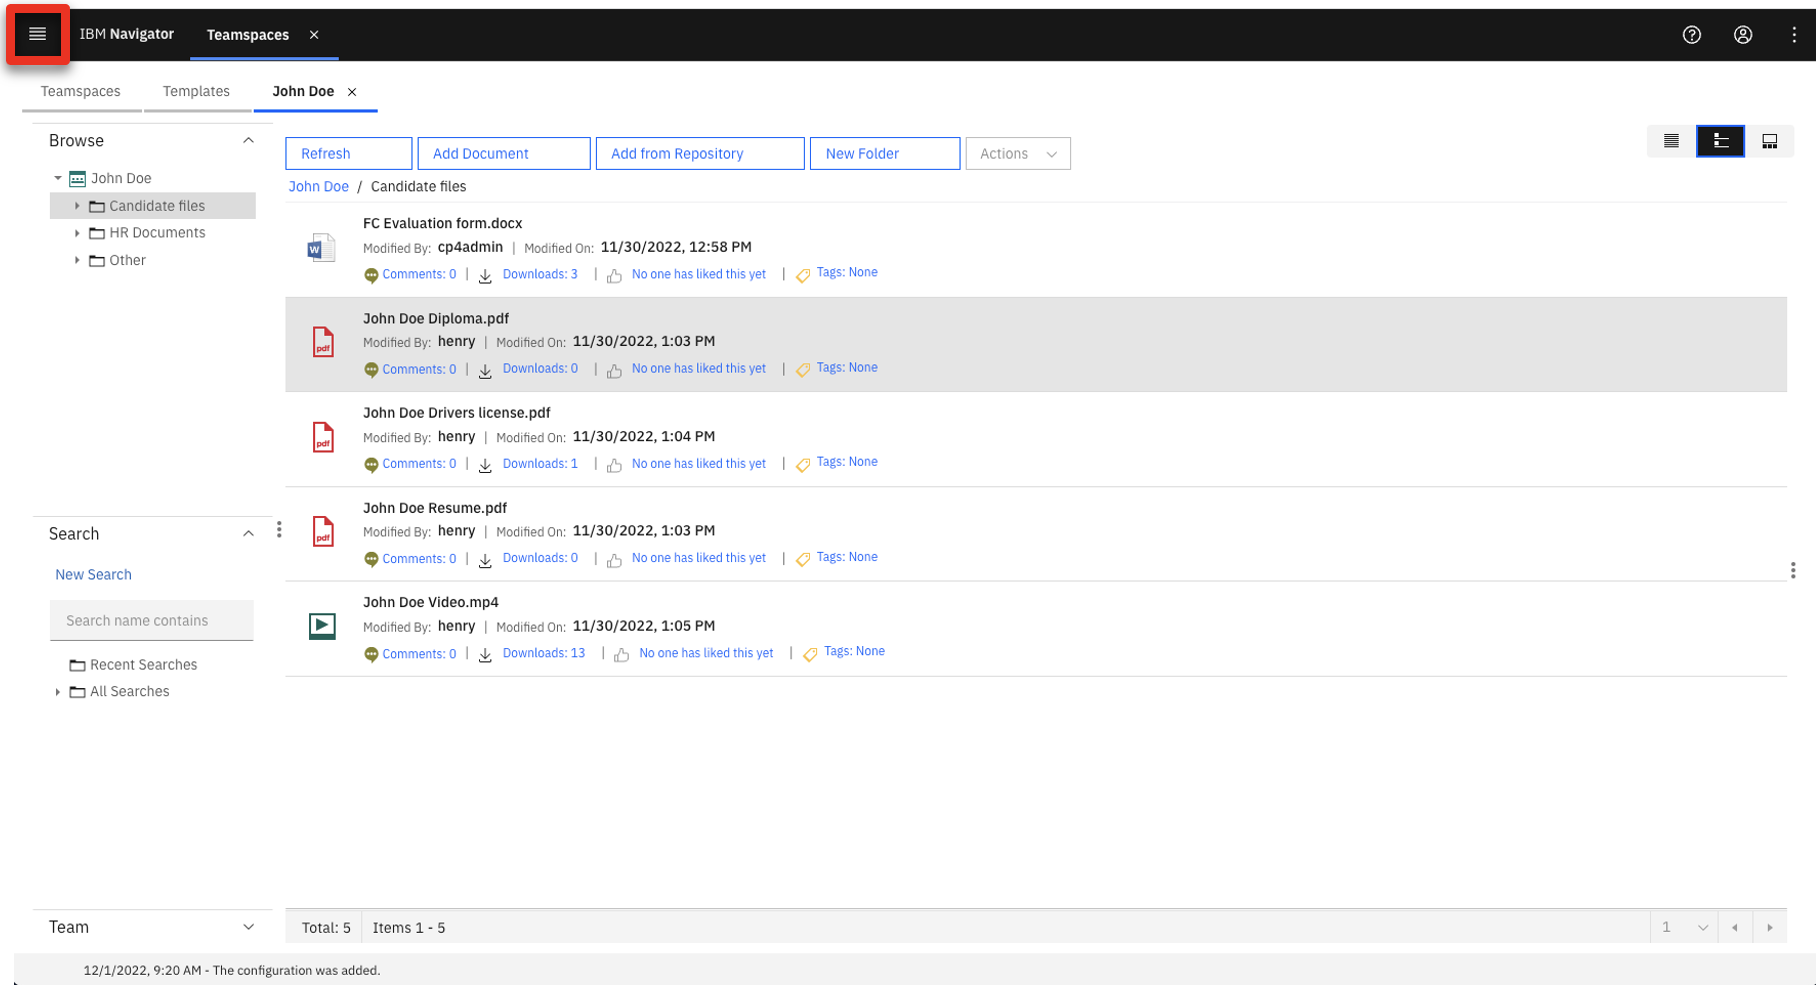 IBM Navigator Teamspaces
Teamspaces Templates John Doe
Browse
John Doe
Candidate files
HR Documents
Other
Search
New Search
Search name contains
Recent Searches
All Searches
Team
Refresh Add Document Add from Repository New Folder Actions
John Doe / Candidate files
FC Evaluation form.docx
Modified By: cp4admin | Modified On: 11/30/2022, 12:58 PM
Comments: 0 | Downloads: 3 | No one has liked this yet | Tags: None
John Doe Diploma.pdf
Modified By: henry | Modified On: 11/30/2022, 1:03 PM
Comments: 0 | Downloads: 0 | No one has liked this yet | Tags: None
John Doe Drivers license.pdf
Modified By: henry | Modified On: 11/30/2022, 1:04 PM
Comments: 0 | Downloads: 1 | No one has liked this yet | Tags: None
John Doe Resume.pdf
Modified By: henry | Modified On: 11/30/2022, 1:03 PM
Comments: 0 | Downloads: 0 | No one has liked this yet | Tags: None
John Doe Video.mp4
Modified By: henry | Modified On: 11/30/2022, 1:05 PM
Comments: 0 | Downloads: 13 | No one has liked this yet | Tags: None
Total: 5 Items 1 - 5 1
12/1/2022, 9:20 AM - The configuration was added.